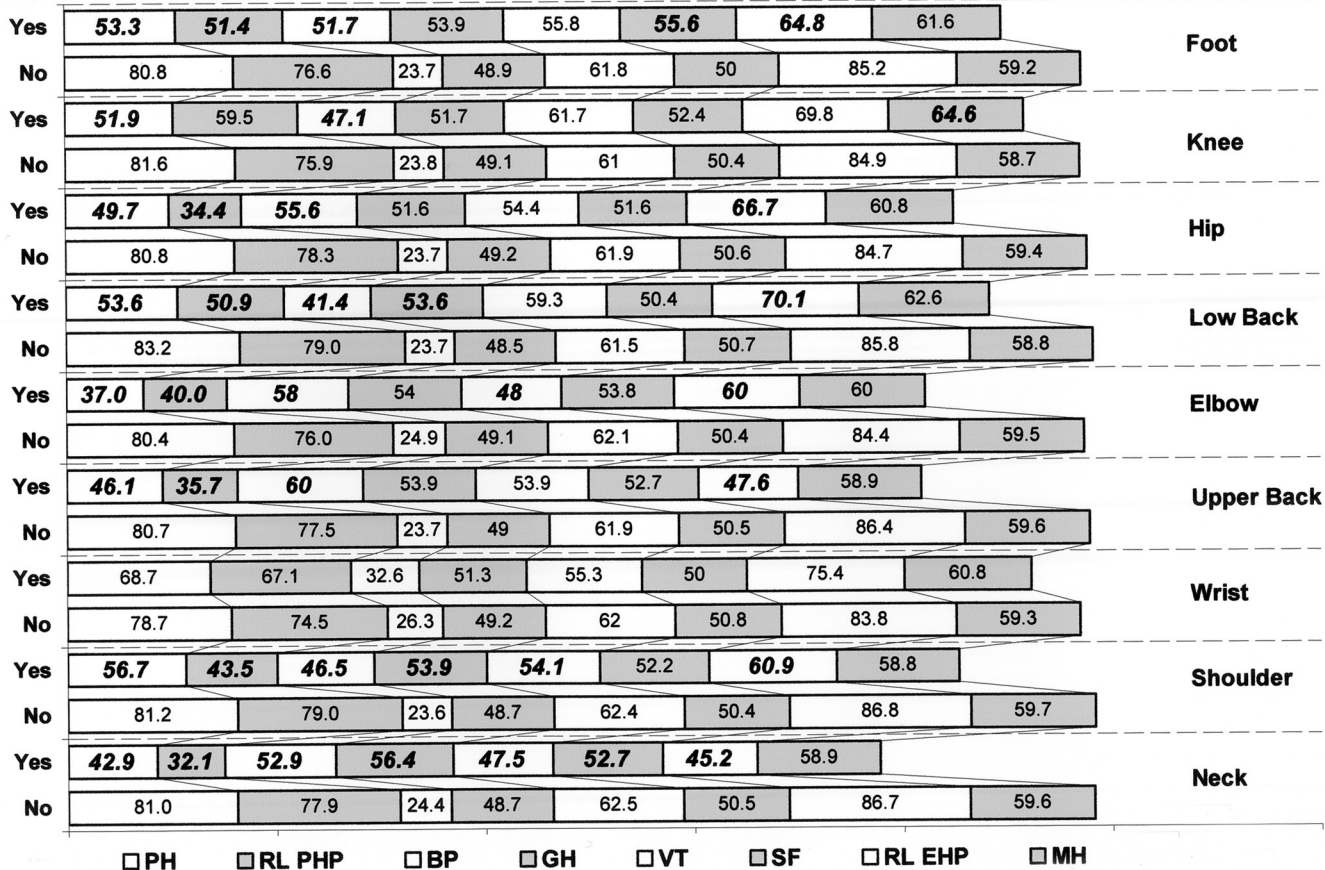 Yes 53.3 51.4 51.7 53.9 55.8 55.6 64.8 61.6
Foot
No 80.8 76.6 23.7 48.9 61.8 50 85.2 59.2
Yes 51.9 59.5 47.1 51.7 61.7 52.4 69.8 64.6
Knee
No 81.6 75.9 23.8 49.1 61 50.4 84.9 58.7
Yes 49.7 34.4 55.6 51.6 54.4 51.6 66.7 60.8
Hip
No 80.8 78.3 23.7 49.2 61.9 50.6 84.7 59.4
Yes 53.6 50.9 41.4 53.6 59.3 50.4 70.1 62.6
Low Back
No 83.2 79.0 23.7 48.5 61.5 50.7 85.8 58.8
Yes 37.0 40.0 58 54 48 53.8 60 60
Elbow
No 80.4 76.0 24.9 49.1 62.1 50.4 84.4 59.5
Yes 46.1 35.7 60 53.9 53.9 52.7 47.6 58.9
Upper Back
No 80.7 77.5 23.7 49 61.9 50.5 86.4 59.6
Yes 68.7 67.1 32.6 51.3 55.3 50 75.4 60.8
Wrist
No 78.7 74.5 26.3 49.2 62 50.8 83.8 59.3
Yes 56.7 43.5 46.5 53.9 54.1 52.2 60.9 58.8
Shoulder
No 81.2 79.0 23.6 48.7 62.4 50.4 86.8 59.7
Yes 42.9 32.1 52.9 56.4 47.5 52.7 45.2 58.9
Neck
No 81.0 77.9 24.4 48.7 62.5 50.5 86.7 59.6
PH RL PHP BP GH VT SF RL EHP MH